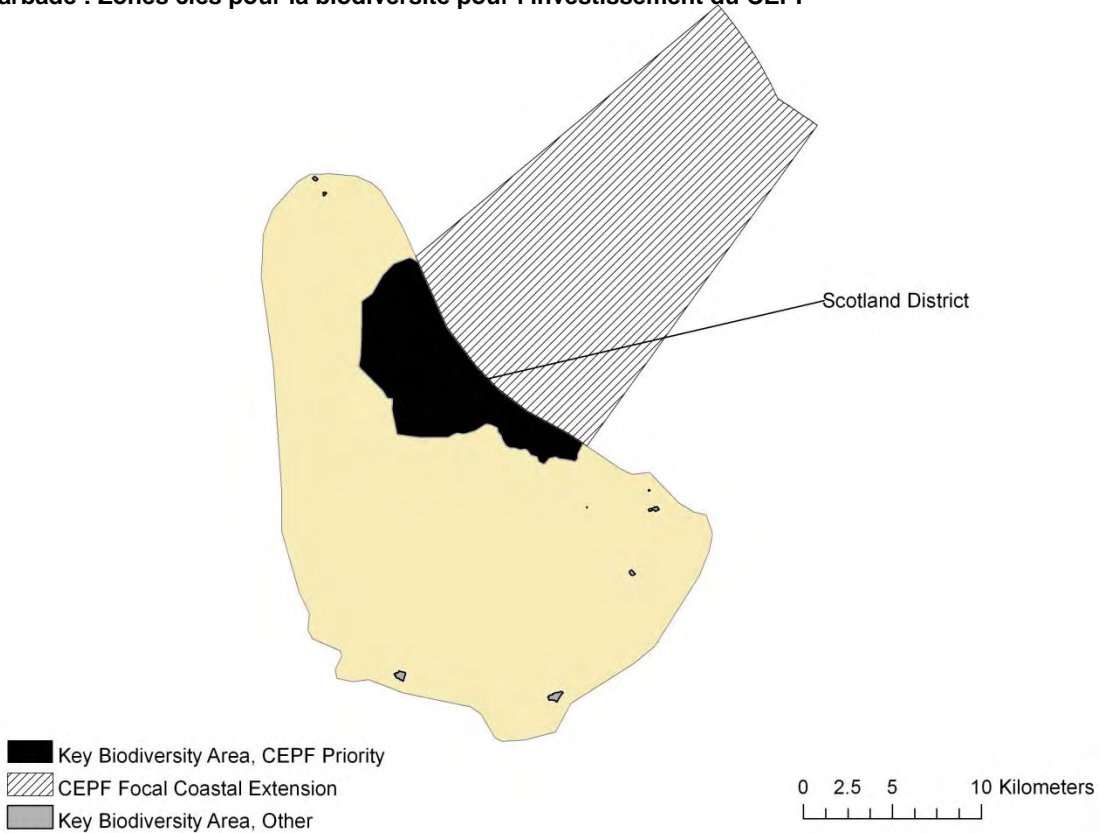 arbade : Zones clés pour la biodiversité pour l'investissement du CEPF
Scotland District
Key Biodiversity Area, CEPF Priority
CEPF Focal Coastal Extension
Key Biodiversity Area, Other
0 2.5 5 10 Kilometers